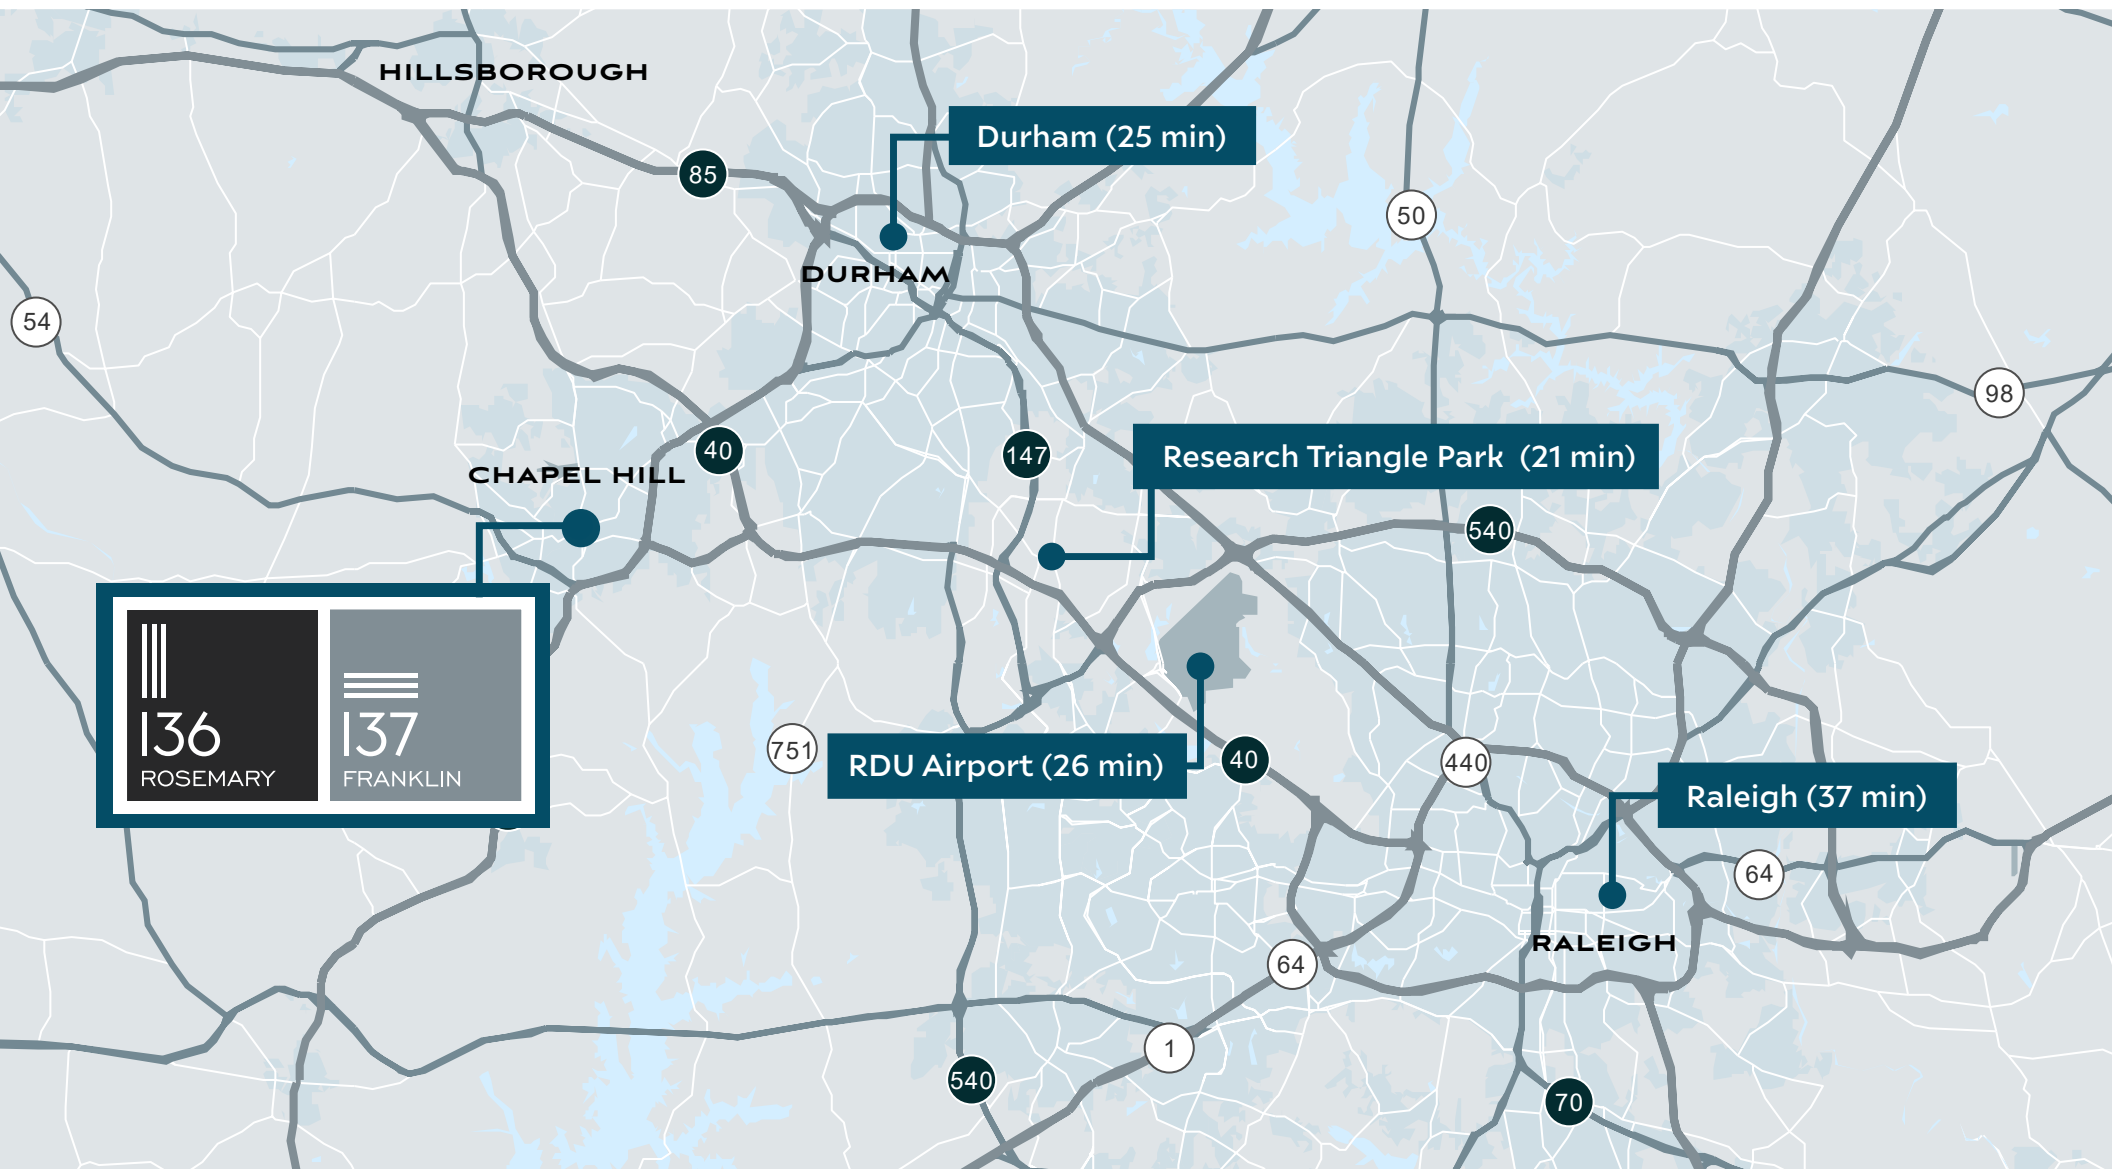 HILLSBOROUGH
Durham (25 min)
85
50
DURHAM
54
98
40
147
Research Triangle Park (21 min)
CHAPEL HILL
540
136
ROSEMARY
137
FRANKLIN
751
RDU Airport (26 min)
40
440
Raleigh (37 min)
64
RALEIGH
64
1
540
70